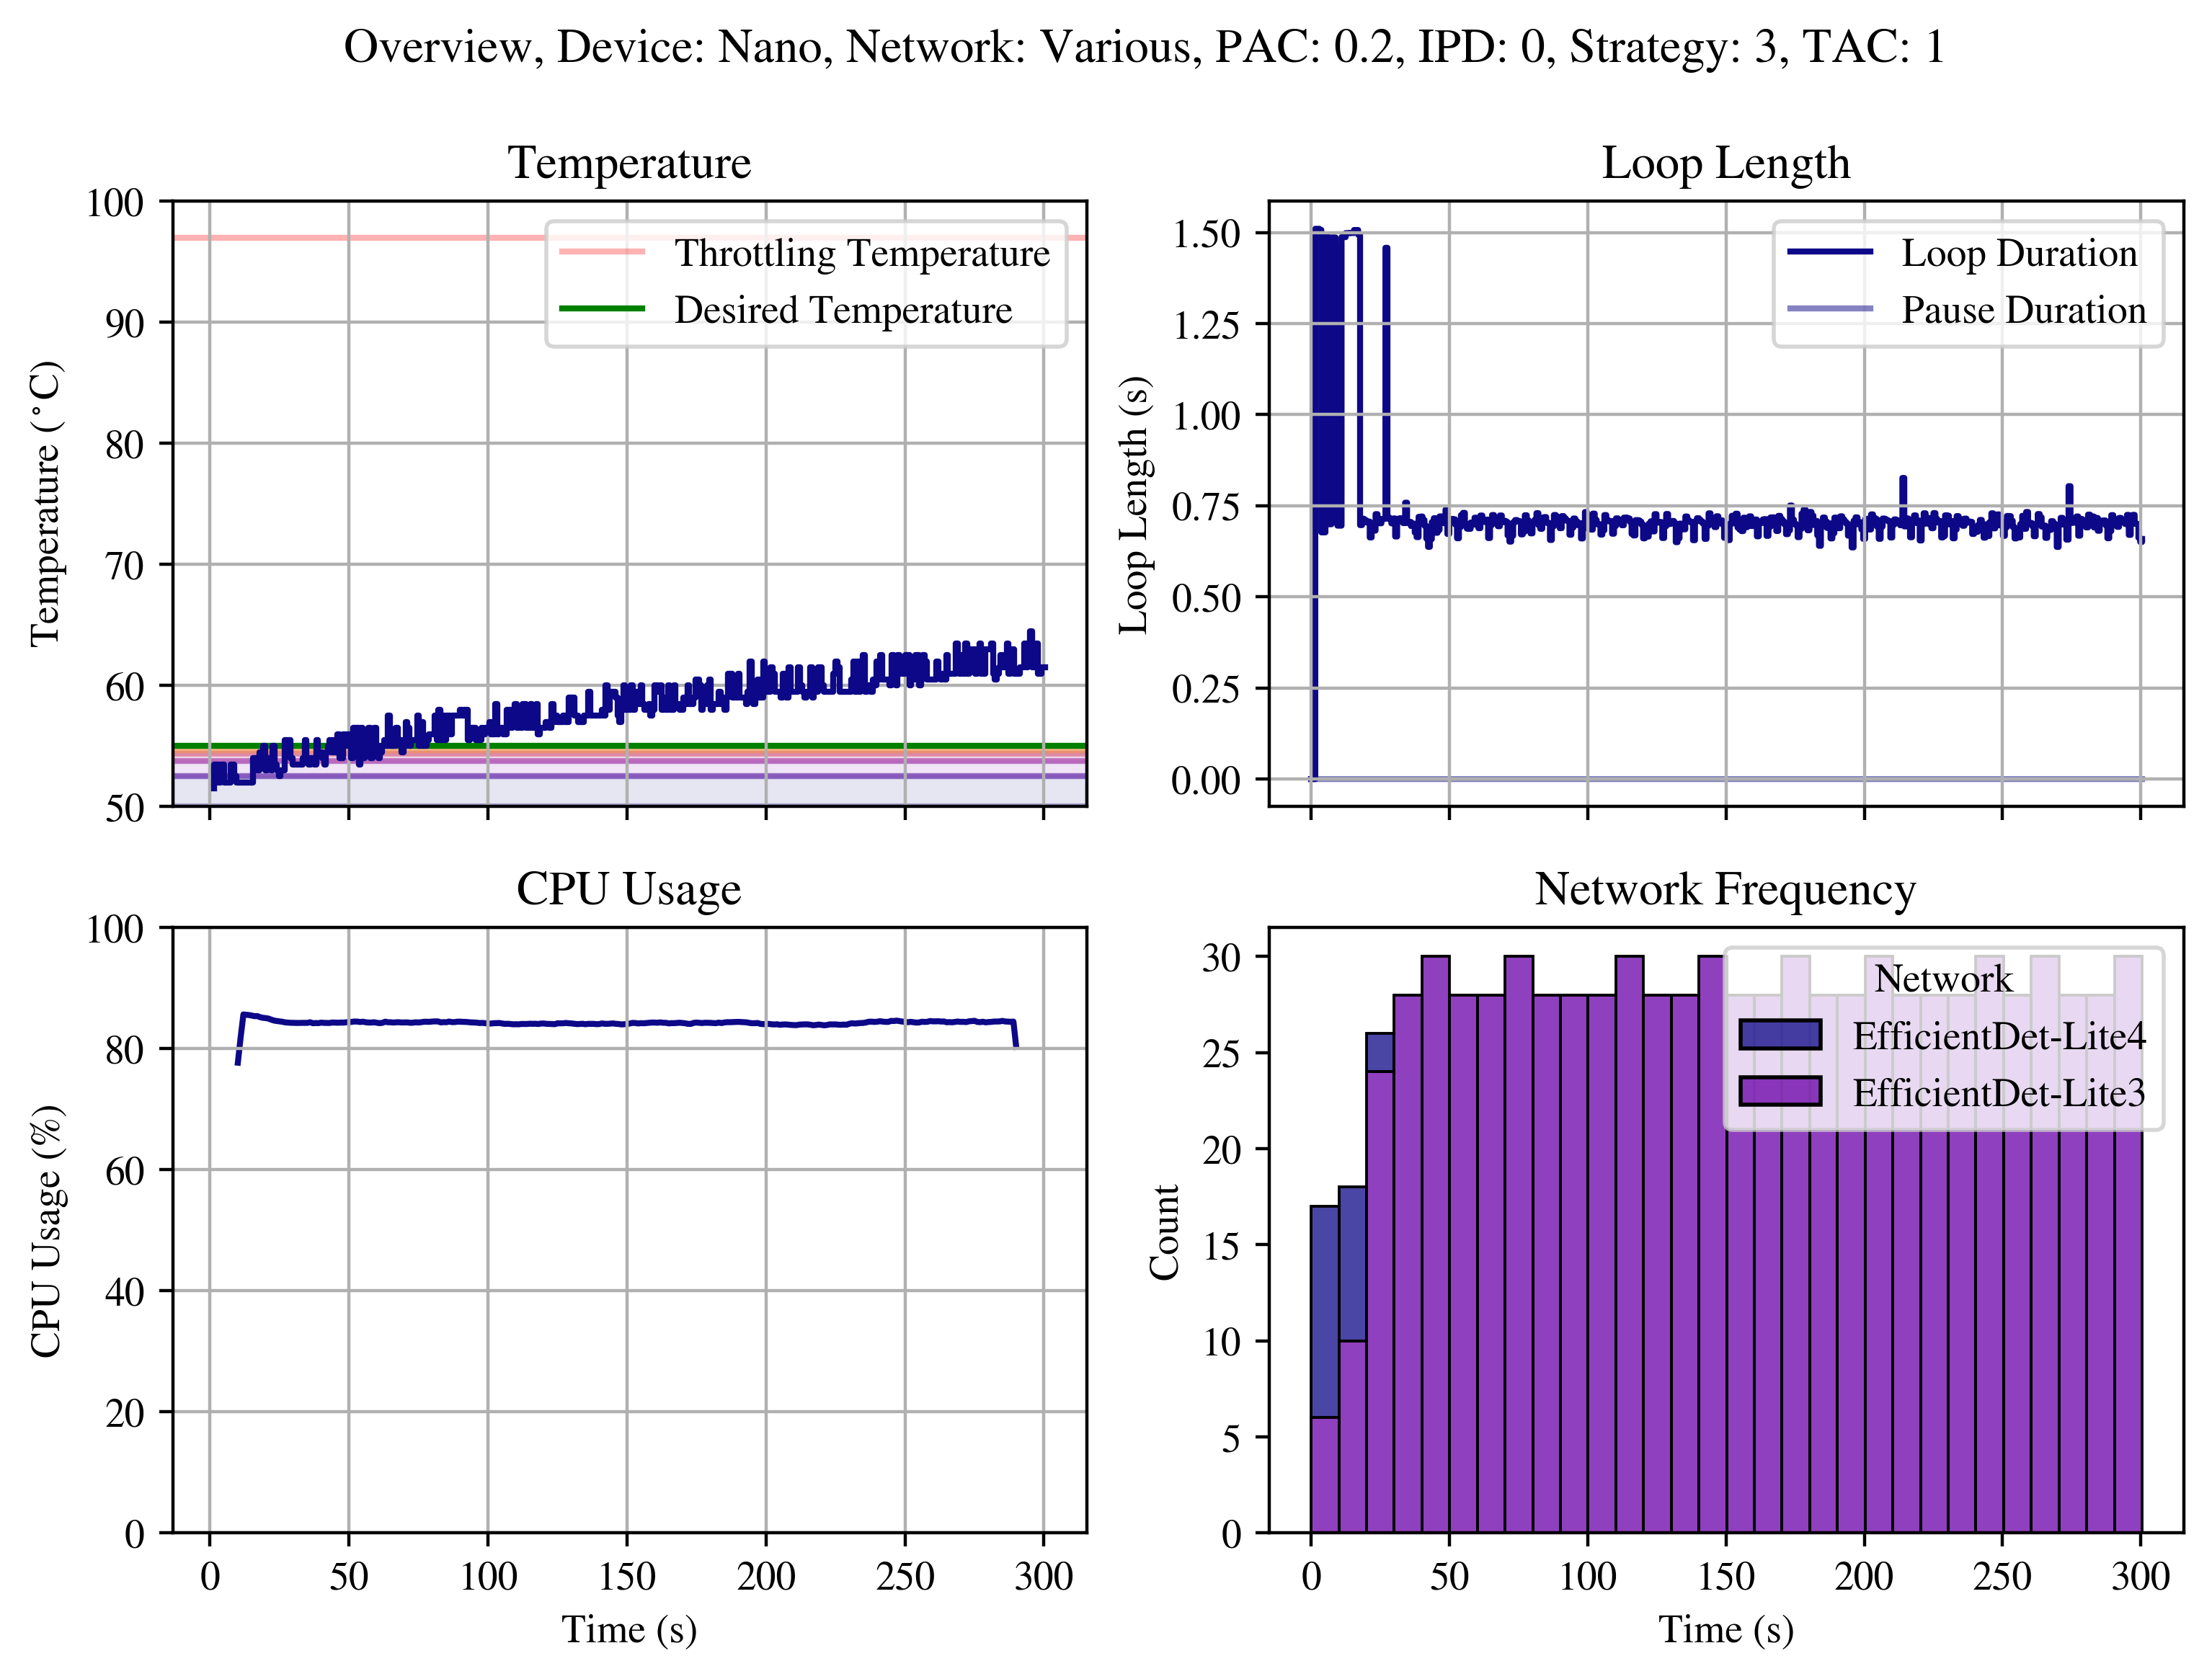 Overview, Device: Nano, Network: Various, PAC: 0.2, IPD: 0, Strategy: 3, TAC: 1
Temperature
100
90
80
70
60
50
Temperature (°C)
Throttling Temperature
Desired Temperature
Loop Length
1.50
1.25
1.00
0.75
0.50
0.25
0.00
Loop Length (s)
Loop Duration
Pause Duration
CPU Usage
100
80
60
40
20
0
CPU Usage (%)
0 50 100 150 200 250 300
Time (s)
Network Frequency
30
25
20
15
10
5
0
Count
Network
EfficientDet-Lite4
EfficientDet-Lite3
0 50 100 150 200 250 300
Time (s)